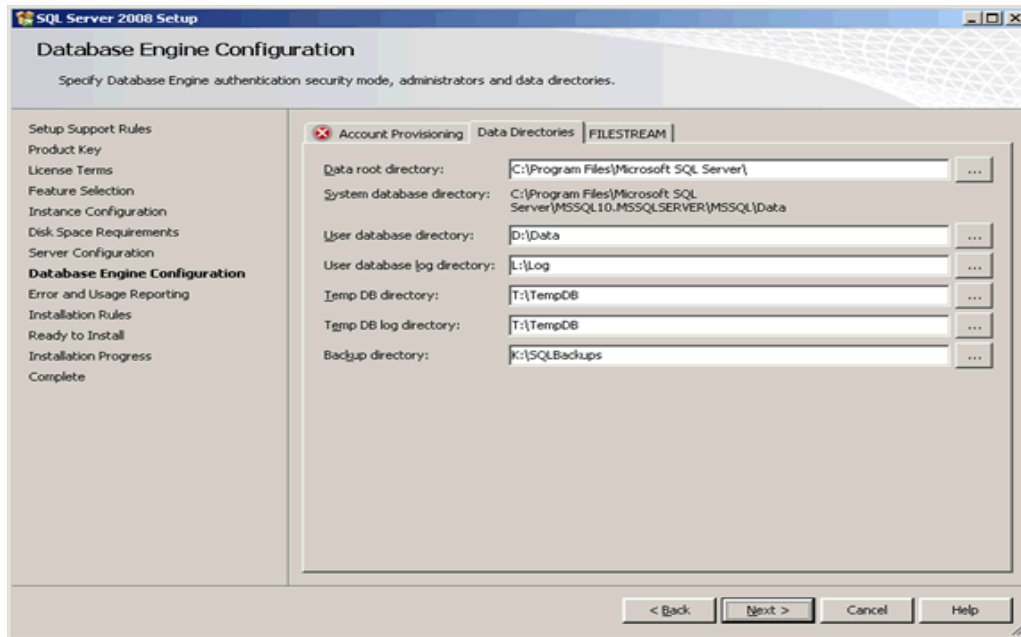 SQL Server 2008 Setup
Database Engine Configuration
Specify Database Engine authentication security mode, administrators and data directories.
Setup Support Rules
Product Key
License Terms
Feature Selection
Instance Configuration
Disk Space Requirements
Server Configuration
Database Engine Configuration
Error and Usage Reporting
Installation Rules
Ready to Install
Installation Progress
Complete
Account Provisioning Data Directories FILESTREAM
Data root directory: C:\Program Files\Microsoft SQL Server\ ...
System database directory: C:\Program Files\Microsoft SQL
Server\MSSQL10.MSSQLSERVER\MSSQL\Data
User database directory: D:\Data ...
User database log directory: L:\Log ...
Temp DB directory: T:\TempDB ...
Temp DB log directory: T:\TempDB ...
Backup directory: K:\SQLBackups ...
< Back Next > Cancel Help